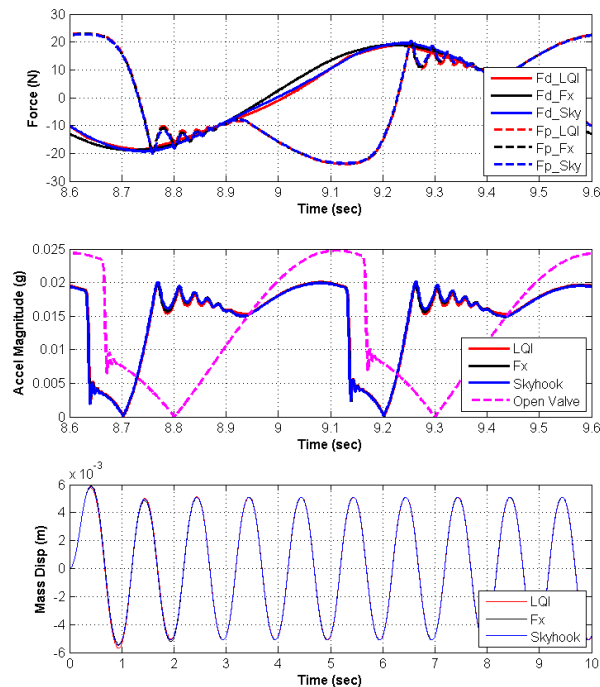 30
20
10
0
-10
-20
-30
Force (N)
8.6 8.7 8.8 8.9 9 9.1 9.2 9.3 9.4 9.5 9.6
Time (sec)
Fd_LQI
Fd_Fx
Fd_Sky
Fp_LQI
Fp_Fx
Fp_Sky
0.025
0.02
0.015
0.01
0.005
0
Accel Magnitude (g)
8.6 8.7 8.8 8.9 9 9.1 9.2 9.3 9.4 9.5 9.6
Time (sec)
LQI
Fx
Skyhook
Open Valve
x 10^-3
6
4
2
0
-2
-4
-6
Mass Disp (m)
0 1 2 3 4 5 6 7 8 9 10
Time (sec)
LQI
Fx
Skyhook